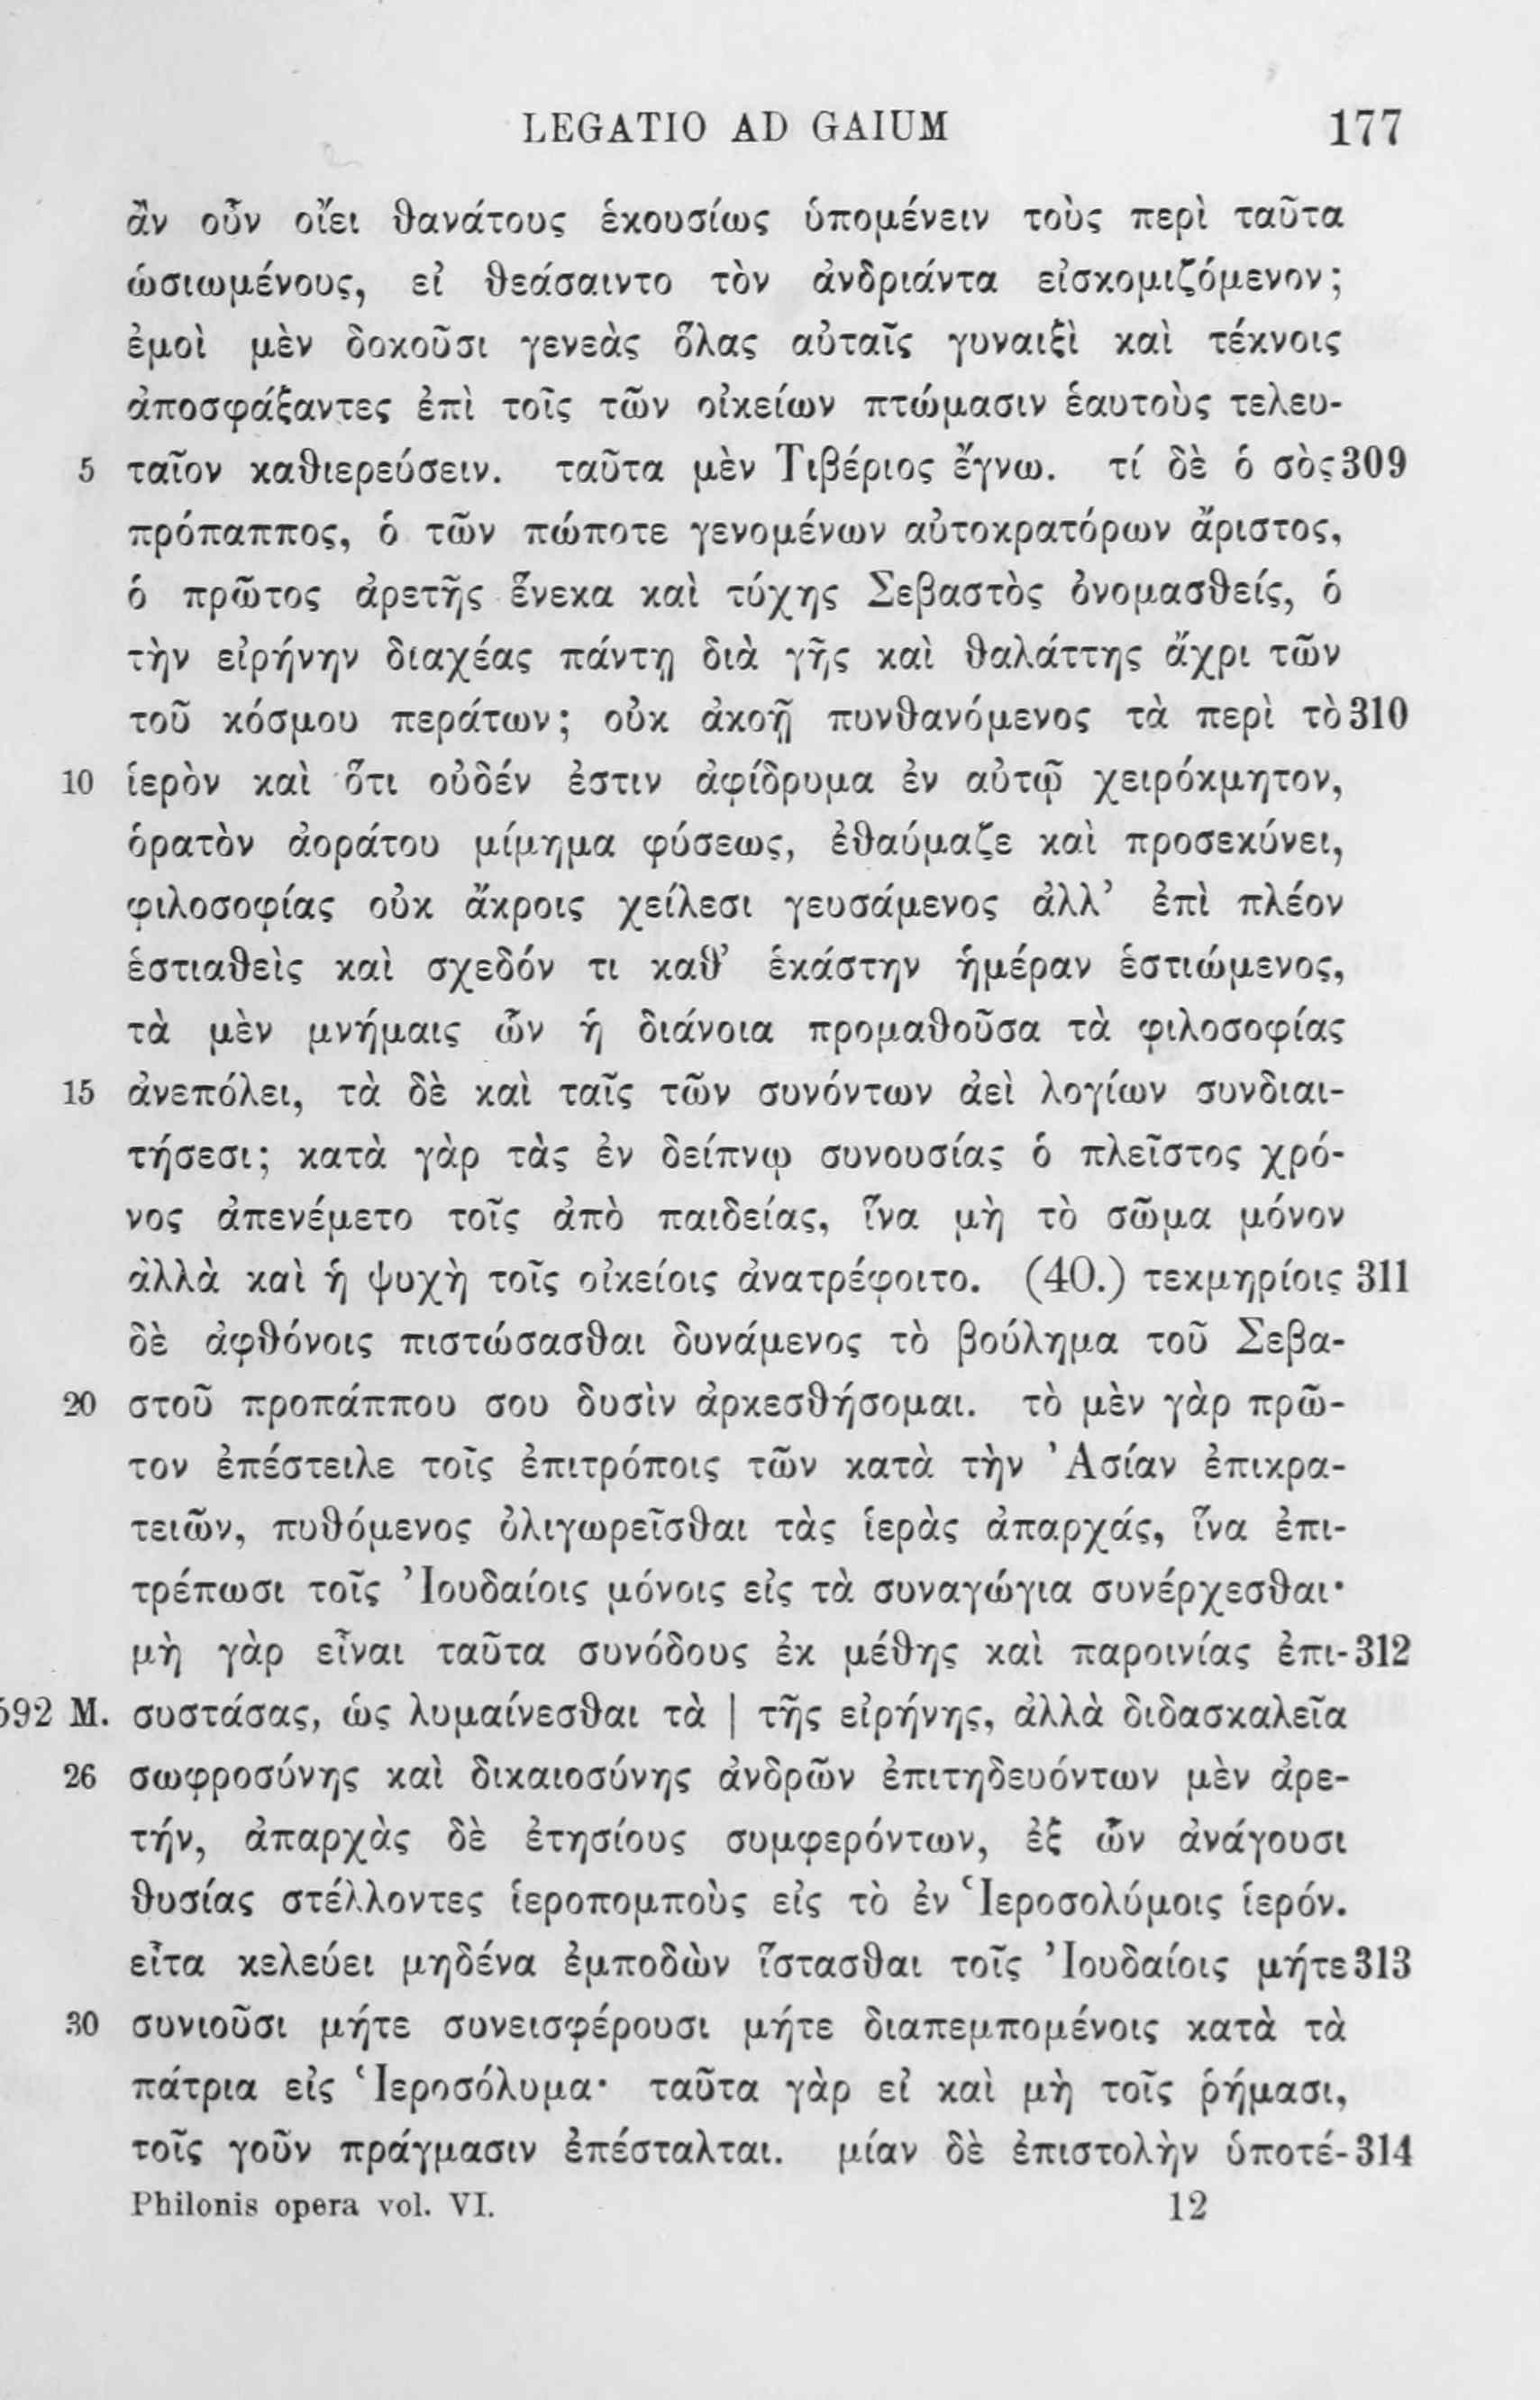 LEGATIO AD GAIUM 177
ἂν οὖν οἴει θανάτους ἑκουσίως ὑπομένειν τοὺς περὶ ταῦτα
ὡσιωμένους, εἰ θεάσαιντο τὸν ἀνδριάντα εἰσκομιζόμενον;
ἐμοὶ μὲν δοκοῦσι γενεὰς ὅλας αὐταῖς γυναιξὶ καὶ τέκνοις
ἀποσφάξαντες ἐπὶ τοῖς τῶν οἰκείων πτώμασιν ἑαυτοὺς τελευ-
5 ταῖον καθιερεύσειν. ταῦτα μὲν Τιβέριος ἔγνω. τί δὲ ὁ σὸς 309
πρόπαππος, ὁ τῶν πώποτε γενομένων αὐτοκρατόρων ἄριστος,
ὁ πρῶτος ἀρετῆς ἕνεκα καὶ τύχης Σεβαστὸς ὀνομασθείς, ὁ
τὴν εἰρήνην διαχέας πάντῃ διὰ γῆς καὶ θαλάττης ἄχρι τῶν
τοῦ κόσμου περάτων; οὐκ ἀκοῇ πυνθανόμενος τὰ περὶ τὸ 310
10 ἱερὸν καὶ ὅτι οὐδέν ἐστιν ἀφίδρυμα ἐν αὐτῷ χειρόκμητον,
ὁρατὸν ἀοράτου μίμημα φύσεως, ἐθαύμαζε καὶ προσεκύνει,
φιλοσοφίας οὐκ ἄκροις χείλεσι γευσάμενος ἀλλ’ ἐπὶ πλέον
ἑστιαθεὶς καὶ σχεδόν τι καθ’ ἑκάστην ἡμέραν ἑστιώμενος,
τὰ μὲν μνήμαις ὧν ἡ διάνοια προμαθοῦσα τὰ φιλοσοφίας
15 ἀνεπόλει, τὰ δὲ καὶ ταῖς τῶν συνόντων ἀεὶ λογίων συνδιαι-
τήσεσι; κατὰ γὰρ τὰς ἐν δείπνῳ συνουσίας ὁ πλεῖστος χρό-
νος ἀπενέμετο τοῖς ἀπὸ παιδείας, ἵνα μὴ τὸ σῶμα μόνον
ἀλλὰ καὶ ἡ ψυχὴ τοῖς οἰκείοις ἀνατρέφοιτο. (40.) τεκμηρίοις 311
δὲ ἀφθόνοις πιστώσασθαι δυνάμενος τὸ βούλημα τοῦ Σεβα-
20 στοῦ προπάππου σου δυσὶν ἀρκεσθήσομαι. τὸ μὲν γὰρ πρῶ-
τον ἐπέστειλε τοῖς ἐπιτρόποις τῶν κατὰ τὴν Ἀσίαν ἐπικρα-
τειῶν, πυθόμενος ὀλιγωρεῖσθαι τὰς ἱερὰς ἀπαρχάς, ἵνα ἐπι-
τρέπωσι τοῖς Ἰουδαίοις μόνοις εἰς τὰ συναγώγια συνέρχεσθαι·
μὴ γὰρ εἶναι ταῦτα συνόδους ἐκ μέθης καὶ παροινίας ἐπι- 312
592 M. συστάσας, ὡς λυμαίνεσθαι τὰ | τῆς εἰρήνης, ἀλλὰ διδασκαλεῖα
26 σωφροσύνης καὶ δικαιοσύνης ἀνδρῶν ἐπιτηδευόντων μὲν ἀρε-
τήν, ἀπαρχὰς δὲ ἐτησίους συμφερόντων, ἐξ ὧν ἀνάγουσι
θυσίας στέλλοντες ἱεροπομποὺς εἰς τὸ ἐν Ἱεροσολύμοις ἱερόν.
εἶτα κελεύει μηδένα ἐμποδὼν ἵστασθαι τοῖς Ἰουδαίοις μήτε 313
30 συνιοῦσι μήτε συνεισφέρουσι μήτε διαπεμπομένοις κατὰ τὰ
πάτρια εἰς Ἱεροσόλυμα· ταῦτα γὰρ εἰ καὶ μὴ τοῖς ῥήμασι,
τοῖς γοῦν πράγμασιν ἐπέσταλται. μίαν δὲ ἐπιστολὴν ὑποτέ- 314
Philonis opera vol. VI. 12